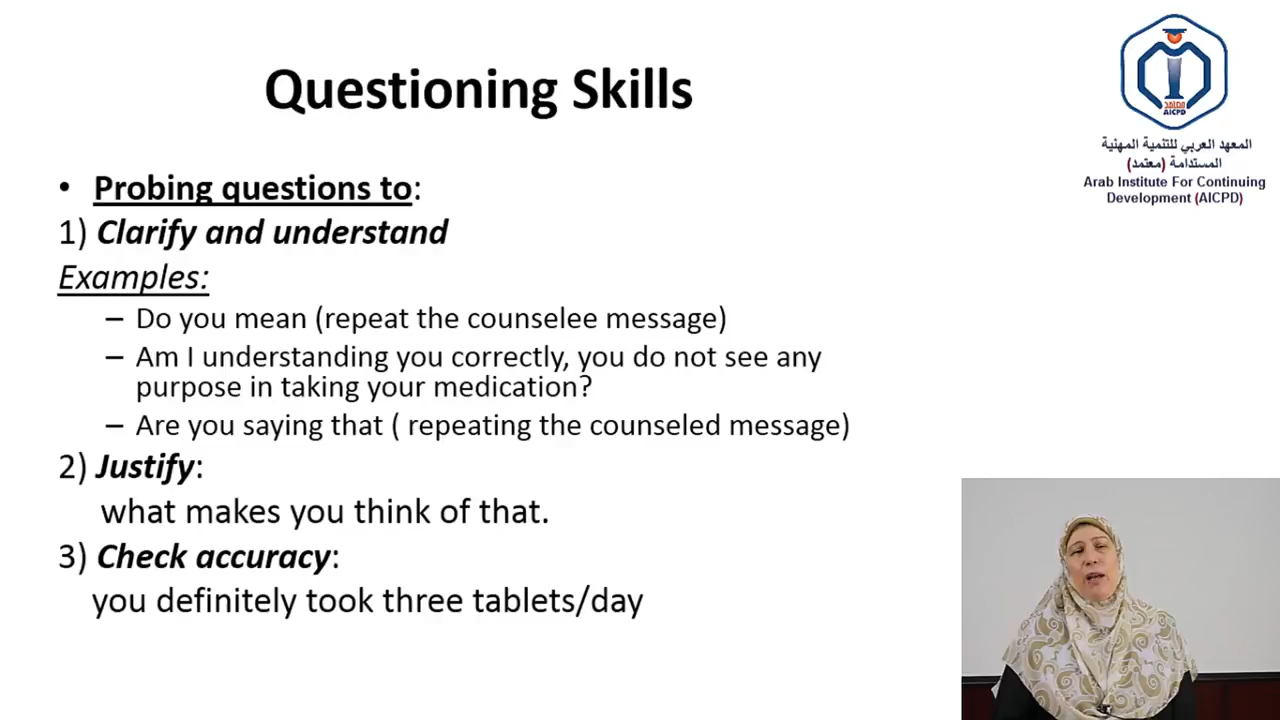 Questioning Skills
• Probing questions to:
1) Clarify and understand
Examples:
– Do you mean (repeat the counselee message)
– Am I understanding you correctly, you do not see any
purpose in taking your medication?
– Are you saying that ( repeating the counseled message)
2) Justify:
what makes you think of that.
3) Check accuracy:
you definitely took three tablets/day
معتمد
AICPD
المعهد العربي للتنمية المهنية
المستدامة (معتمد)
Arab Institute For Continuing
Development (AICPD)